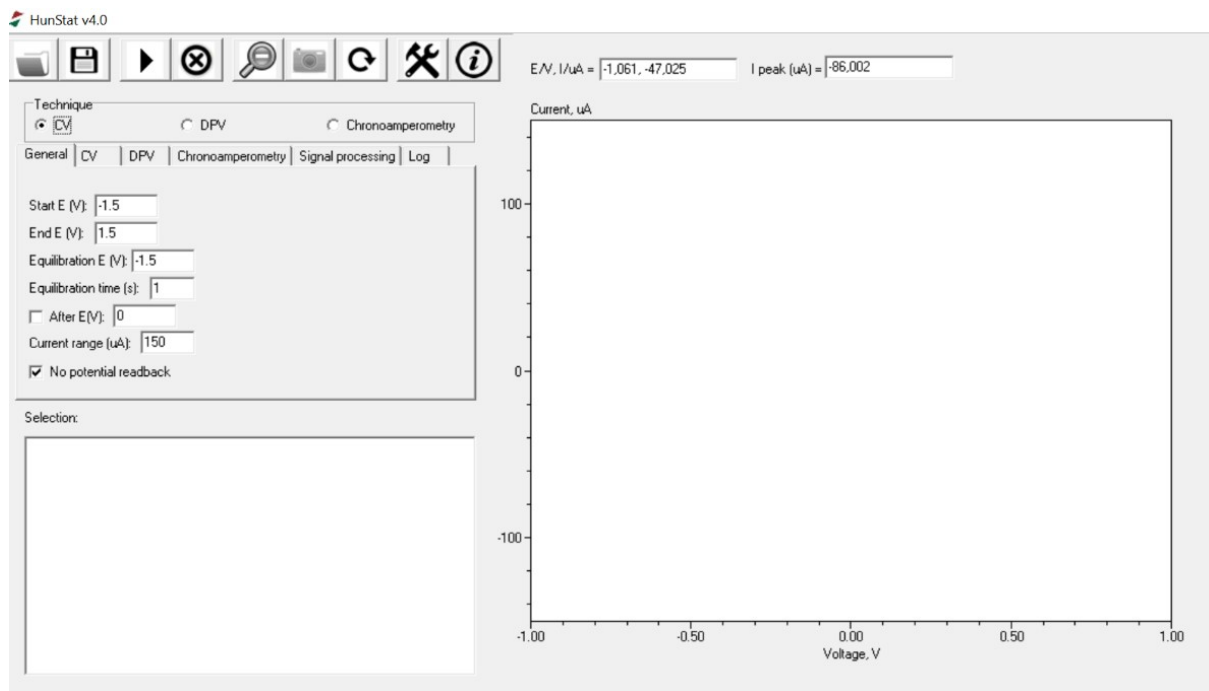 HunStat v4.0
E/V, I/uA = -1,061, -47,025 I peak (uA) = -86,002
Technique
CV DPV Chronoamperometry
General CV DPV Chronoamperometry Signal processing Log
Start E (V): -1.5
End E (V): 1.5
Equilibration E (V): -1.5
Equilibration time (s): 1
After E(V): 0
Current range (uA): 150
No potential readback
Selection:
Current, uA
100
0
-100
-1.00 -0.50 0.00 0.50 1.00
Voltage, V